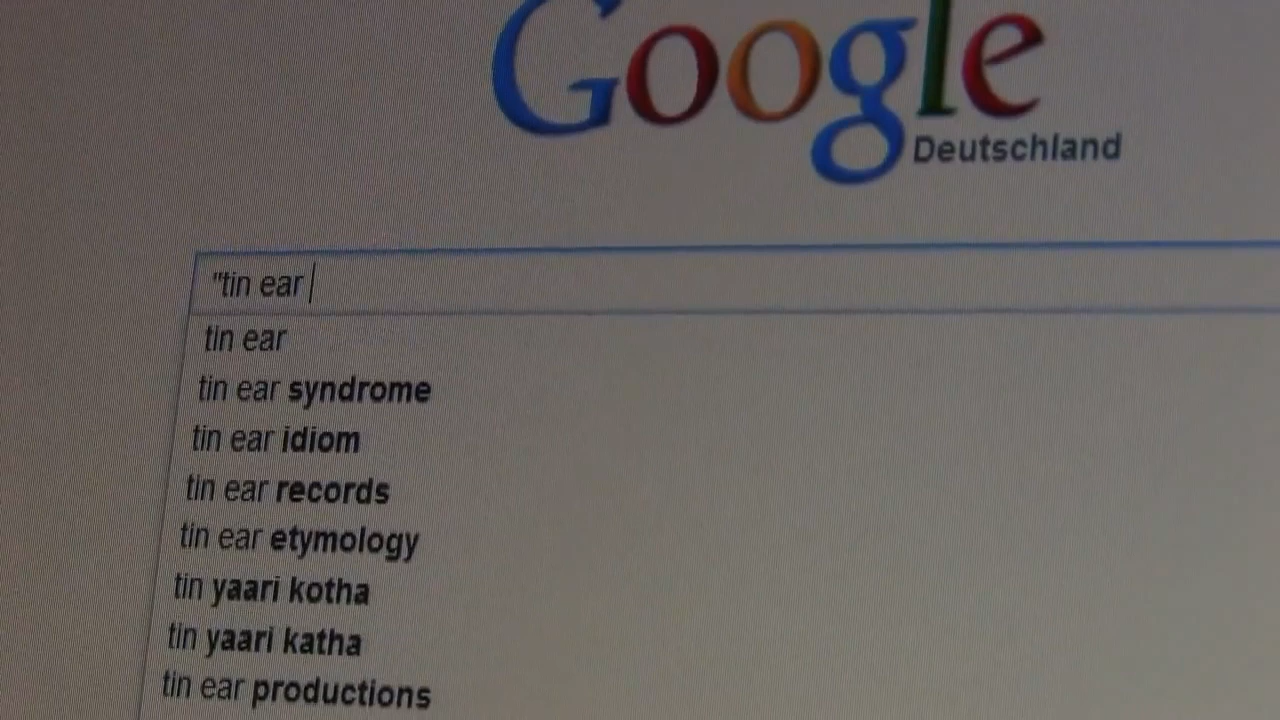 Google
Deutschland
"tin ear
tin ear
tin ear syndrome
tin ear idiom
tin ear records
tin ear etymology
tin yaari kotha
tin yaari katha
tin ear productions